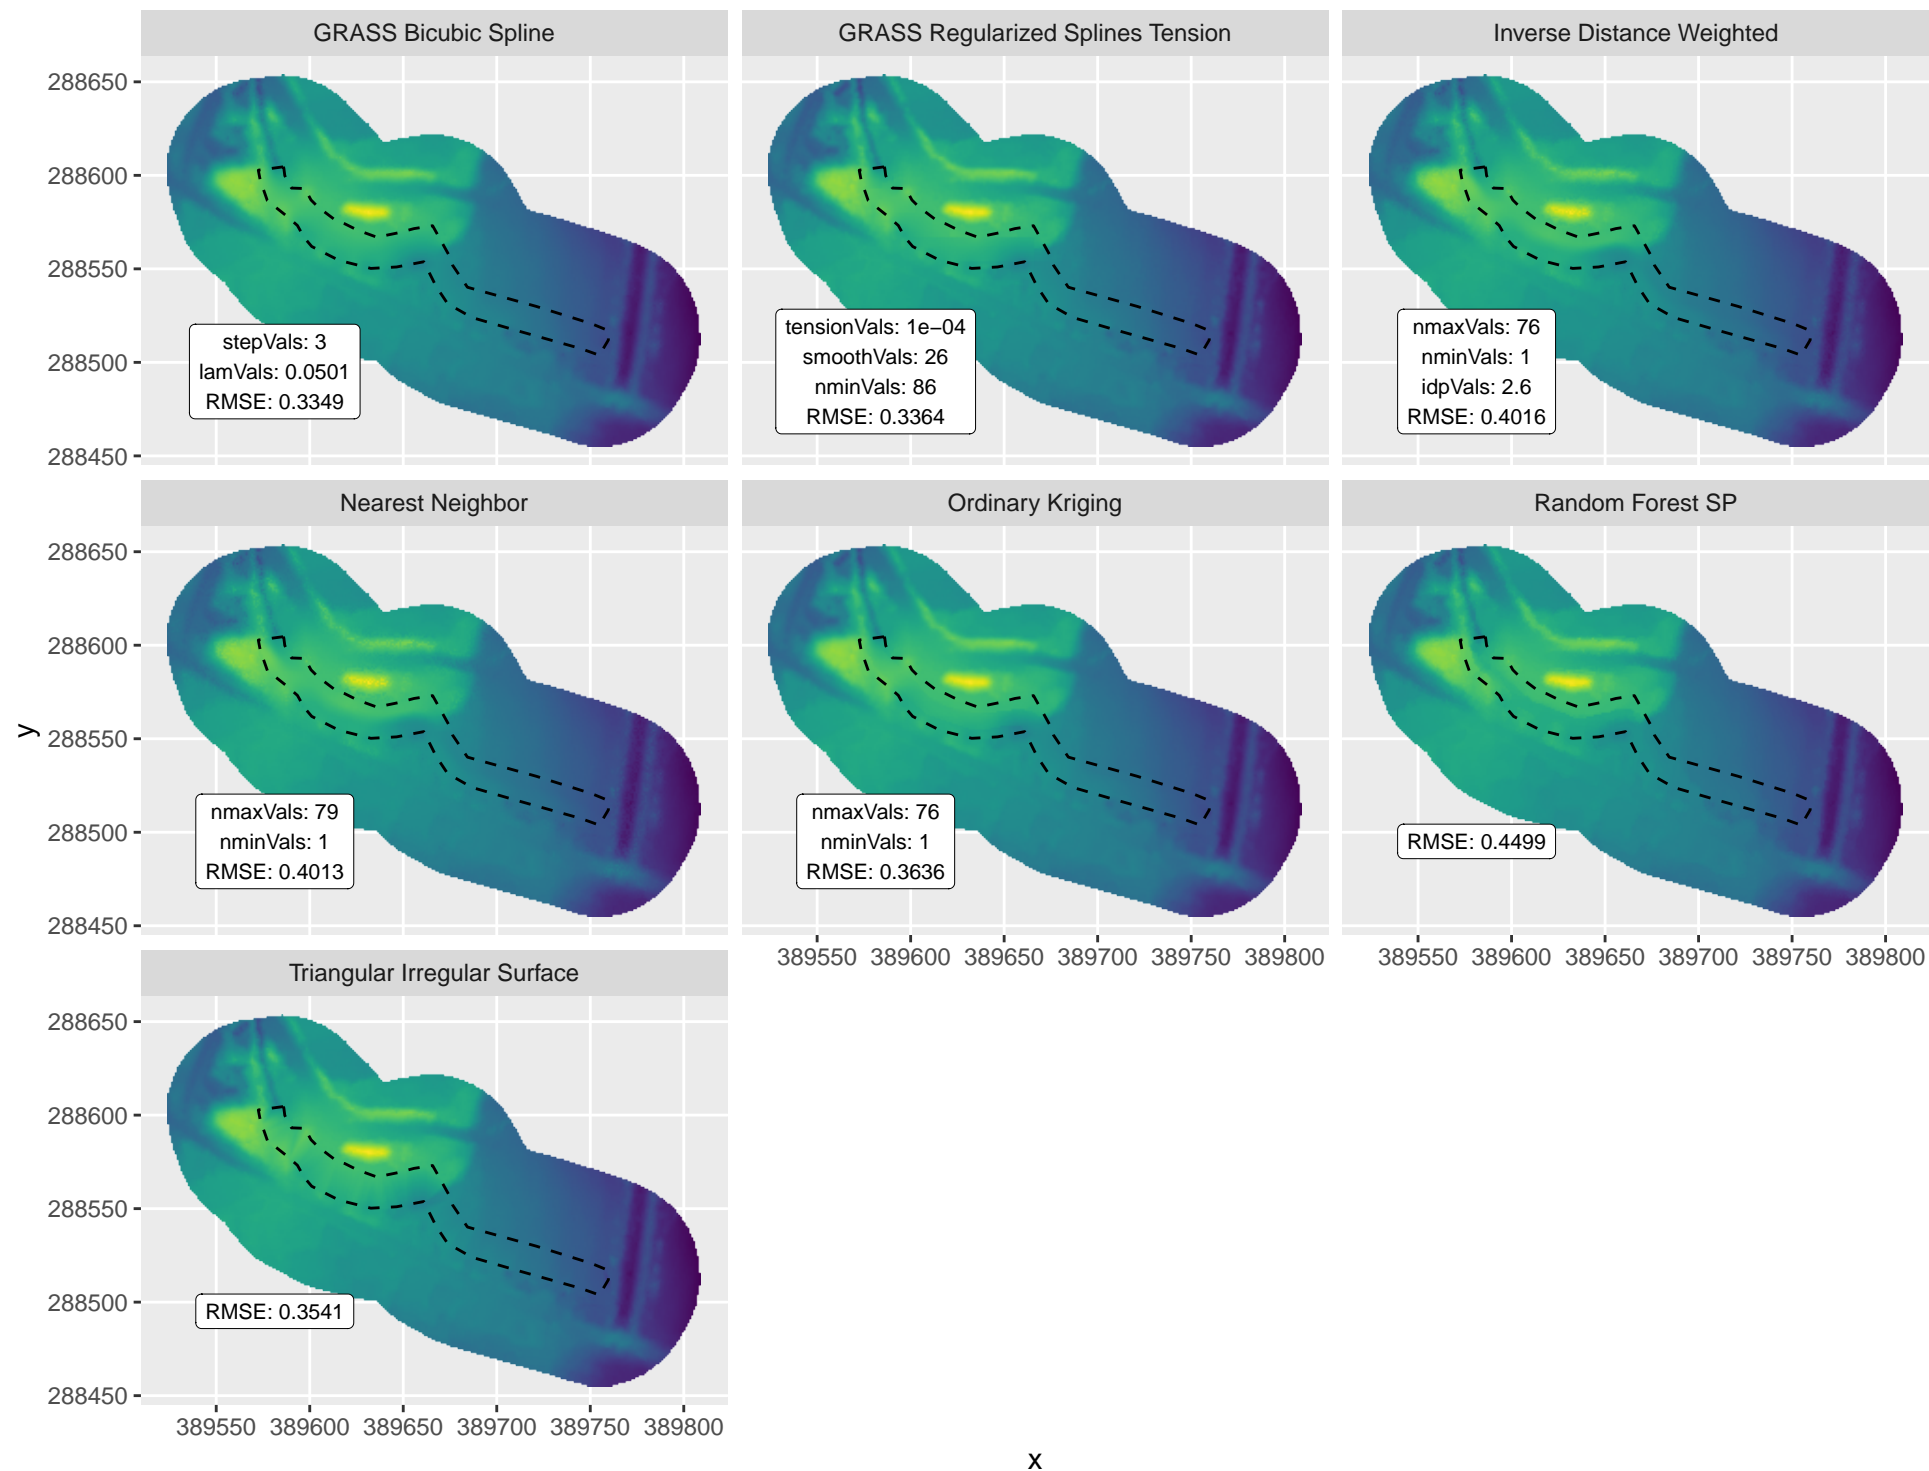 GRASS Bicubic Spline
GRASS Regularized Splines Tension
Inverse Distance Weighted
288650
288600
288550
288500
288450
stepVals: 3
lamVals: 0.0501
RMSE: 0.3349
tensionVals: 1e−04
smoothVals: 26
nminVals: 86
RMSE: 0.3364
nmaxVals: 76
nminVals: 1
idpVals: 2.6
RMSE: 0.4016
Nearest Neighbor
Ordinary Kriging
Random Forest SP
y
288650
288600
288550
288500
288450
nmaxVals: 79
nminVals: 1
RMSE: 0.4013
nmaxVals: 76
nminVals: 1
RMSE: 0.3636
RMSE: 0.4499
389550 389600 389650 389700 389750 389800
389550 389600 389650 389700 389750 389800
Triangular Irregular Surface
288650
288600
288550
288500
288450
RMSE: 0.3541
389550 389600 389650 389700 389750 389800
x